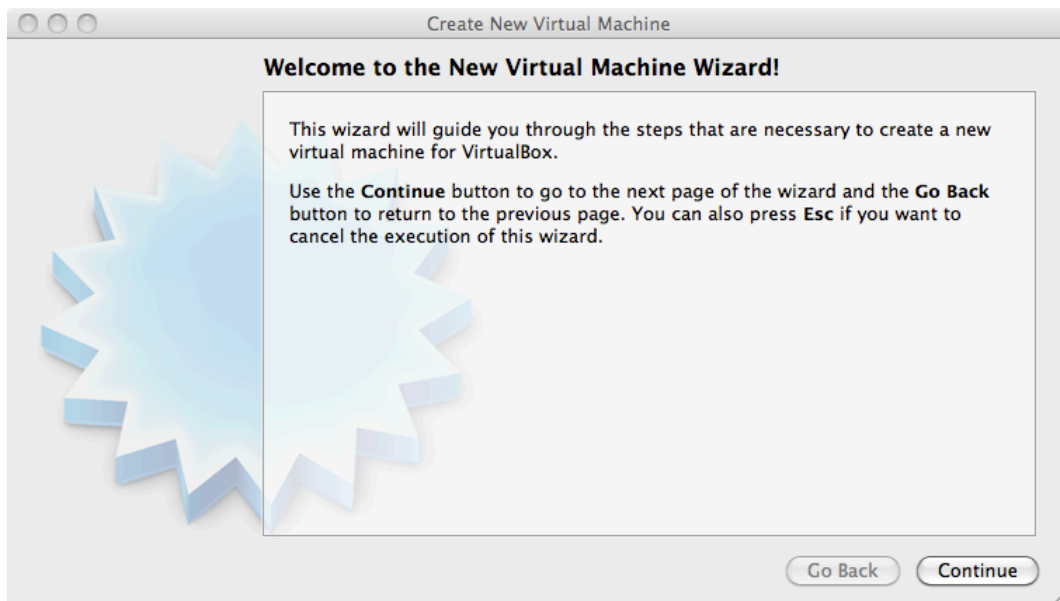 Create New Virtual Machine
Welcome to the New Virtual Machine Wizard!
This wizard will guide you through the steps that are necessary to create a new
virtual machine for VirtualBox.
Use the Continue button to go to the next page of the wizard and the Go Back
button to return to the previous page. You can also press Esc if you want to
cancel the execution of this wizard.
Go Back
Continue